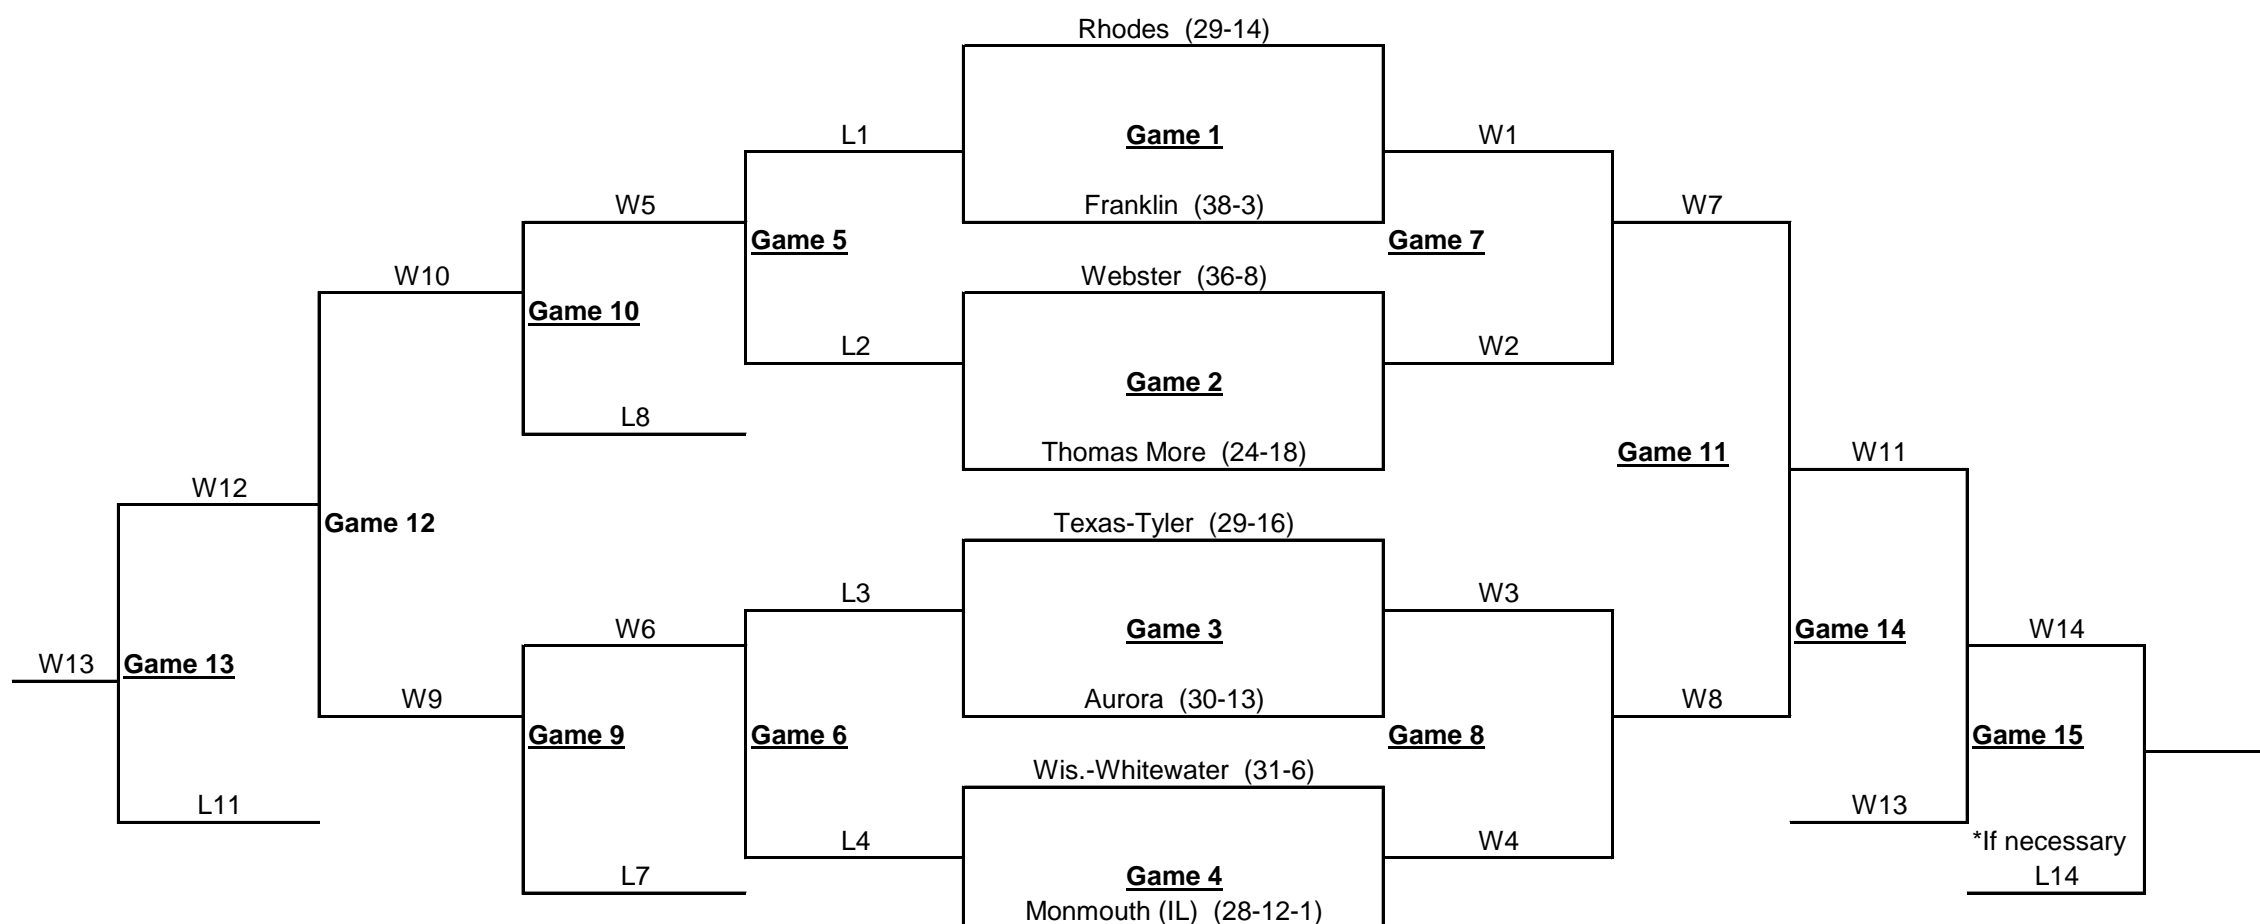 Rhodes (29-14)
L1
Game 1
W1
W5
Franklin (38-3)
W7
Game 5
Game 7
W10
Webster (36-8)
Game 10
L2
W2
Game 2
L8
Thomas More (24-18)
Game 11
W11
W12
Game 12
Texas-Tyler (29-16)
L3
W3
W6
Game 3
Game 14
W14
W13
Game 13
W9
Aurora (30-13)
W8
Game 9
Game 6
Game 8
Game 15
Wis.-Whitewater (31-6)
L11
W13
L4
W4
*If necessary
L7
Game 4
L14
Monmouth (IL) (28-12-1)